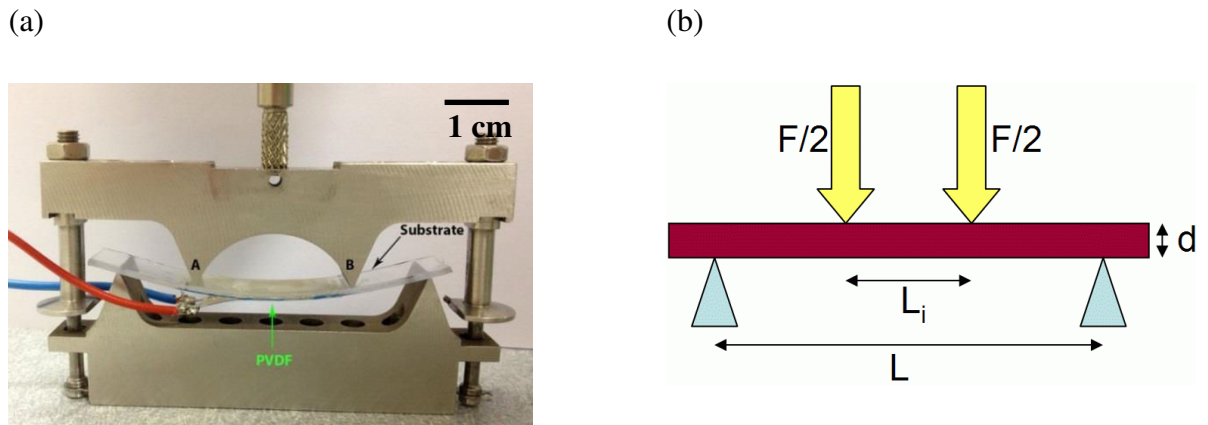 (a)
(b)
1 cm
Substrate
A
B
PVDF
F/2
F/2
d
Lᵢ
L